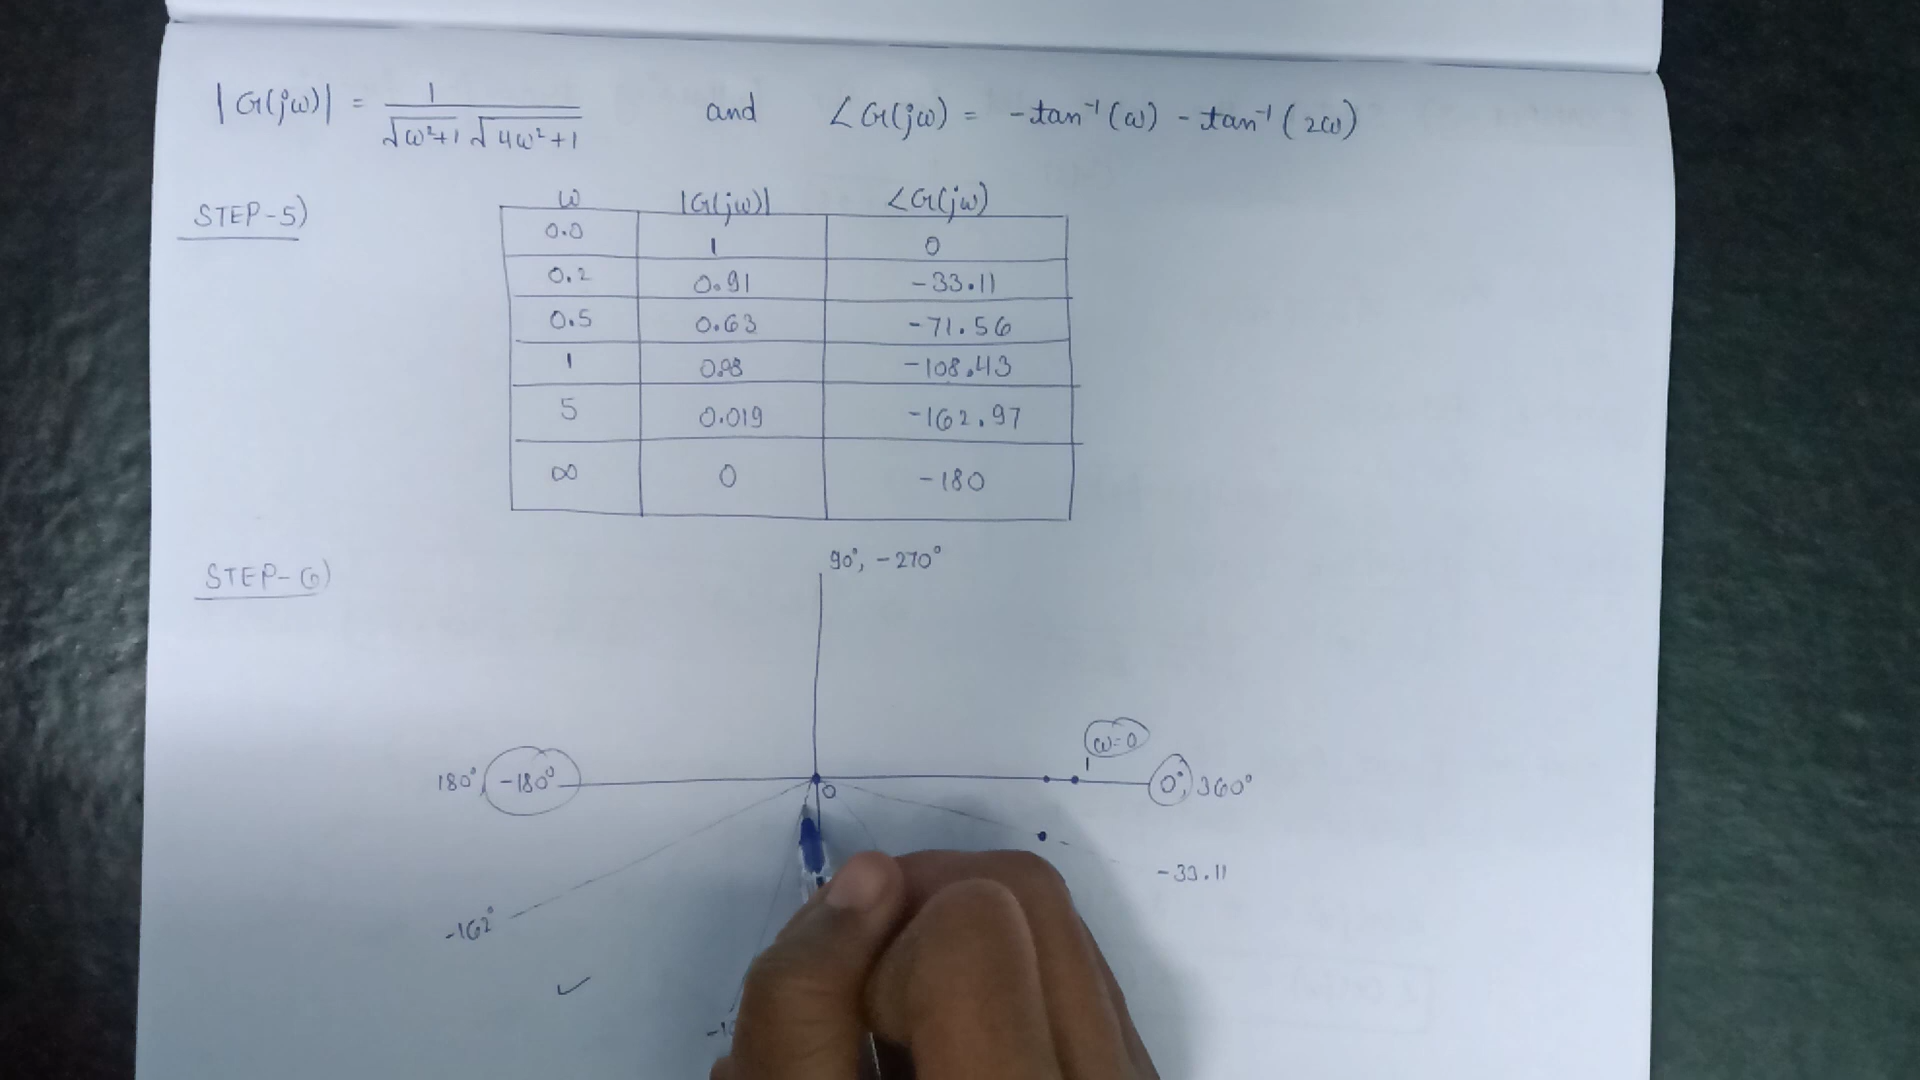 |G(jω)| = 1 / √ω²+1 √4ω²+1 and ∠G(jω) = -tan⁻¹(ω) - tan⁻¹(2ω)
STEP-5)
ω |G(jω)| ∠G(jω)
0.0 1 0
0.2 0.91 -33.11
0.5 0.63 -71.56
1 -108.43
5 0.019 -162.97
∞ 0 -180
STEP-6)
90°, -270°
ω=0
1
180°, -180° 0 0°, 360°
-33.11
-162°